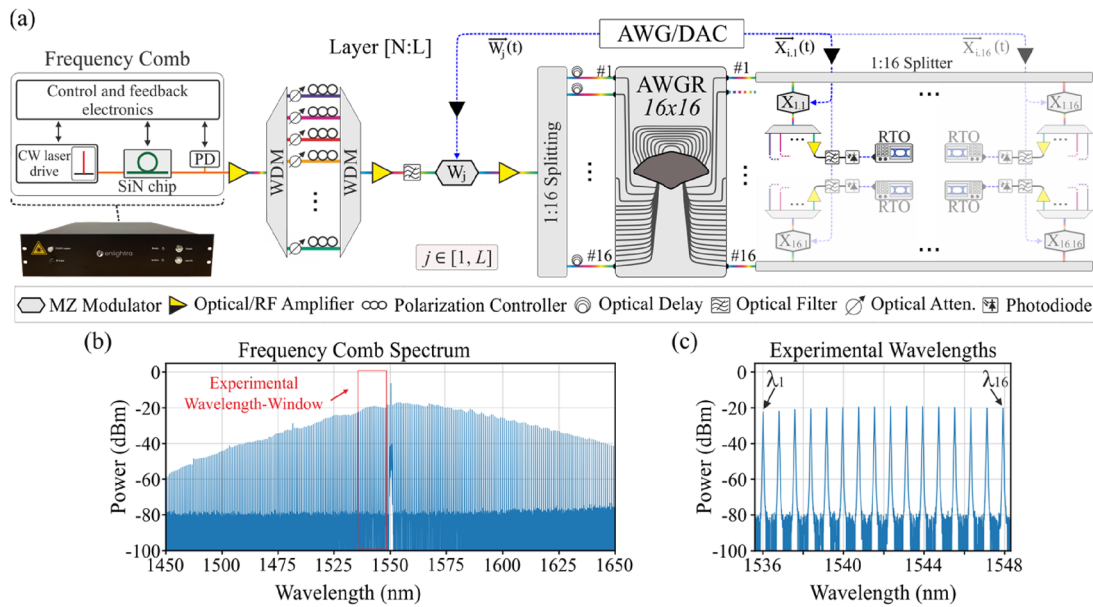 (a)
Frequency Comb
Control and feedback
electronics
CW laser
drive
SiN chip
PD
WDM
WDM
Layer [N:L]
W⃗j(t)
Wj
j ∈ [1, L]
AWG/DAC
1:16 Splitting
#1
#16
AWGR
16x16
#1
#16
X⃗i,1(t)
X⃗i,16(t)
1:16 Splitter
X1,1
X1,16
RTO
RTO
RTO
RTO
X16,1
X16,16
enlightra
MZ Modulator
Optical/RF Amplifier
Polarization Controller
Optical Delay
Optical Filter
Optical Atten.
Photodiode
(b)
Frequency Comb Spectrum
Experimental
Wavelength-Window
Power (dBm)
0
-20
-40
-60
-80
-100
1450 1475 1500 1525 1550 1575 1600 1625 1650
Wavelength (nm)
(c)
Experimental Wavelengths
λ1
λ16
Power (dBm)
0
-20
-40
-60
-80
-100
1536 1540 1544 1548
Wavelength (nm)